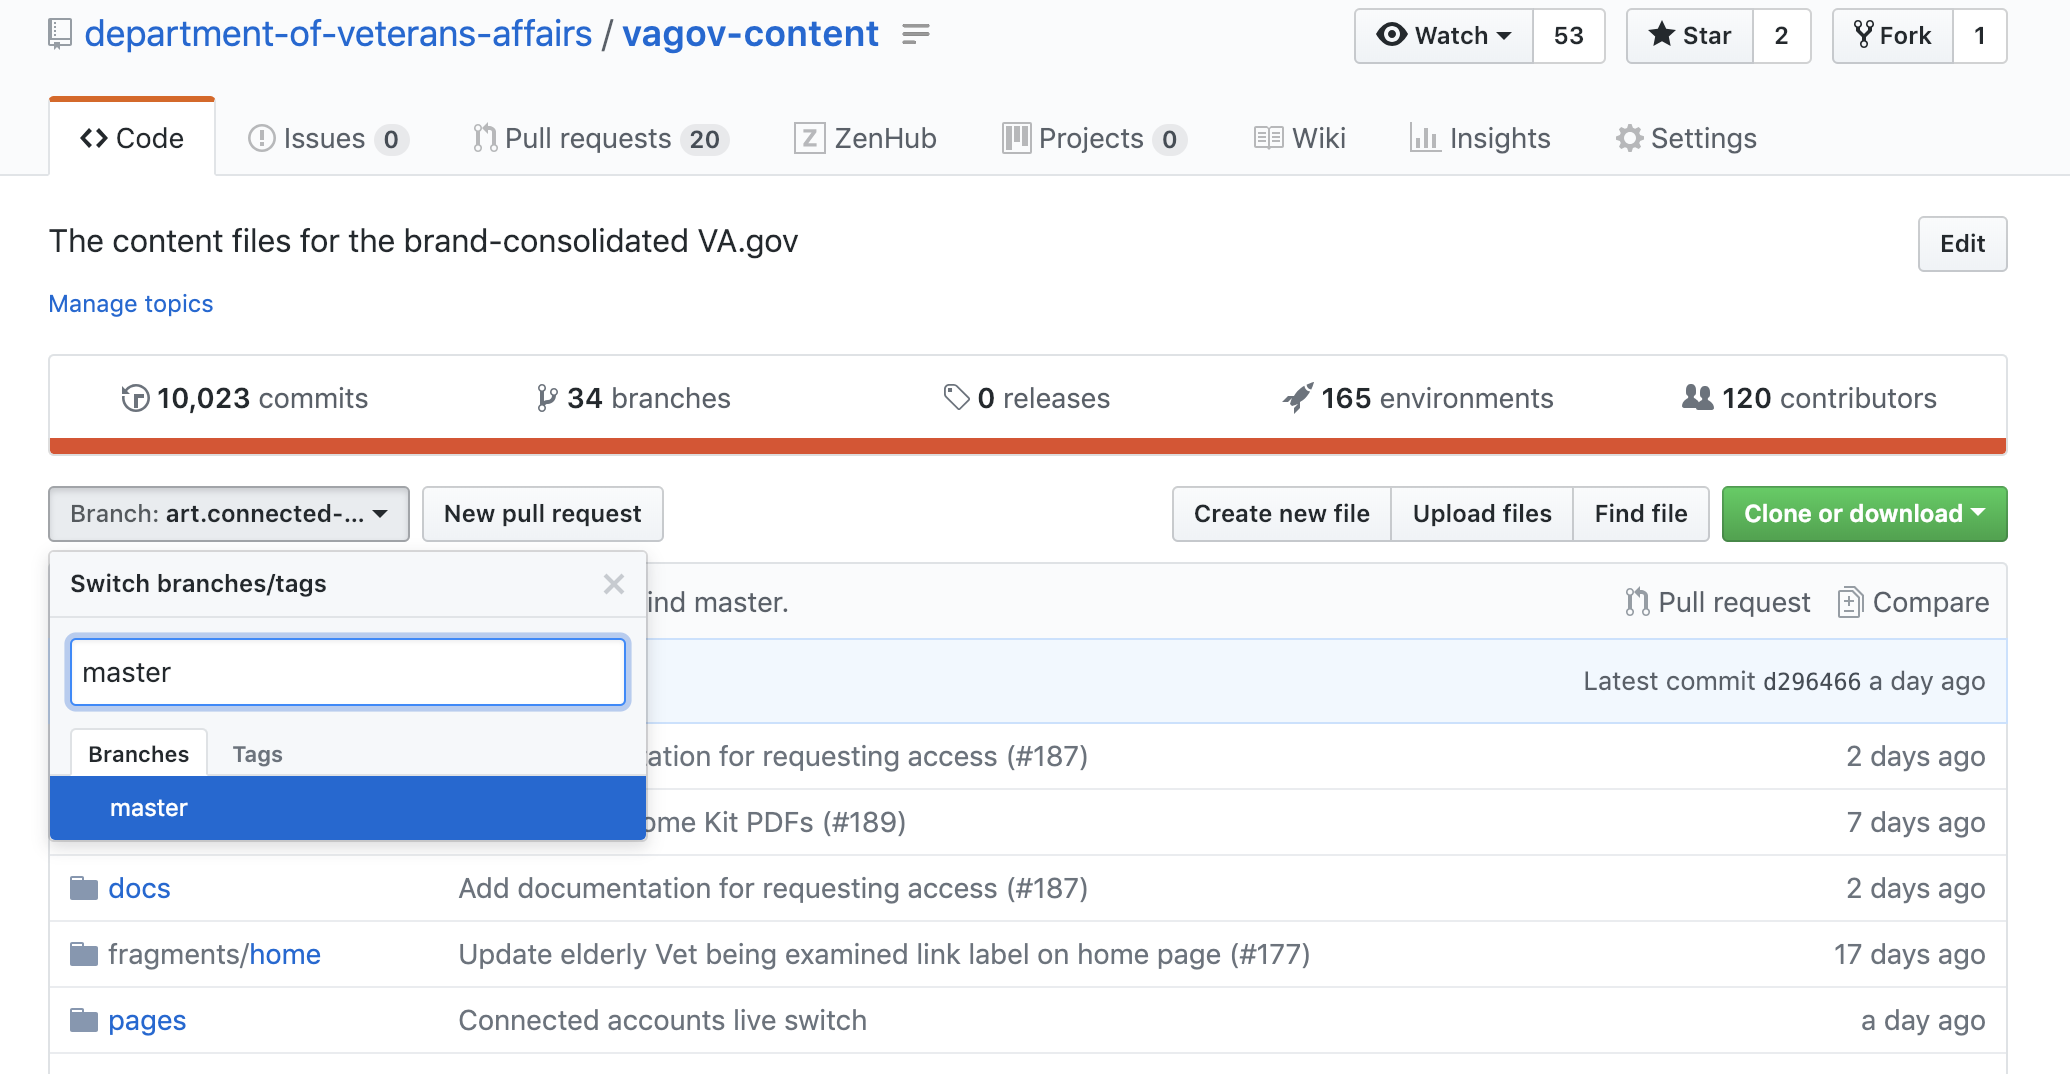 department-of-veterans-affairs / vagov-content
Watch 53 Star 2 Fork 1
Code Issues 0 Pull requests 20 ZenHub Projects 0 Wiki Insights Settings
The content files for the brand-consolidated VA.gov
Edit
Manage topics
10,023 commits 34 branches 0 releases 165 environments 120 contributors
Branch: art.connected-... New pull request Create new file Upload files Find file Clone or download
Switch branches/tags
ind master. Pull request Compare
master
Latest commit d296466 a day ago
Branches Tags
ation for requesting access (#187) 2 days ago
master
ome Kit PDFs (#189) 7 days ago
docs Add documentation for requesting access (#187) 2 days ago
fragments/home Update elderly Vet being examined link label on home page (#177) 17 days ago
pages Connected accounts live switch a day ago